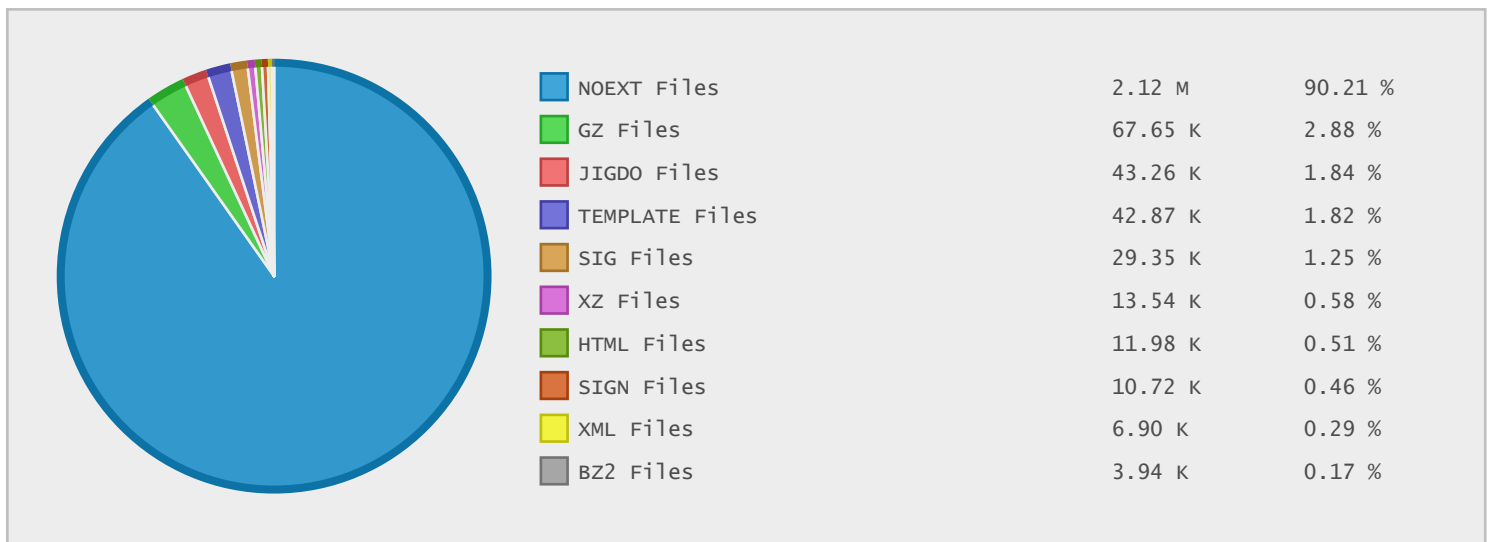 NOEXT Files 2.12 M 90.21 %
GZ Files 67.65 K 2.88 %
JIGDO Files 43.26 K 1.84 %
TEMPLATE Files 42.87 K 1.82 %
SIG Files 29.35 K 1.25 %
XZ Files 13.54 K 0.58 %
HTML Files 11.98 K 0.51 %
SIGN Files 10.72 K 0.46 %
XML Files 6.90 K 0.29 %
BZ2 Files 3.94 K 0.17 %